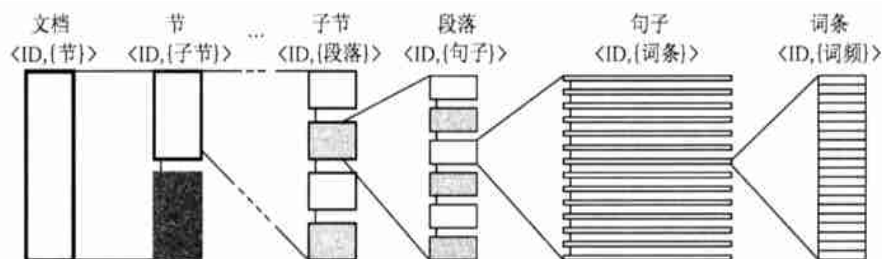 文档 节 … 子节 段落 句子 词条
<ID,{节}> <ID,{子节}> <ID,{段落}> <ID,{句子}> <ID,{词条}> <ID,{词频}>